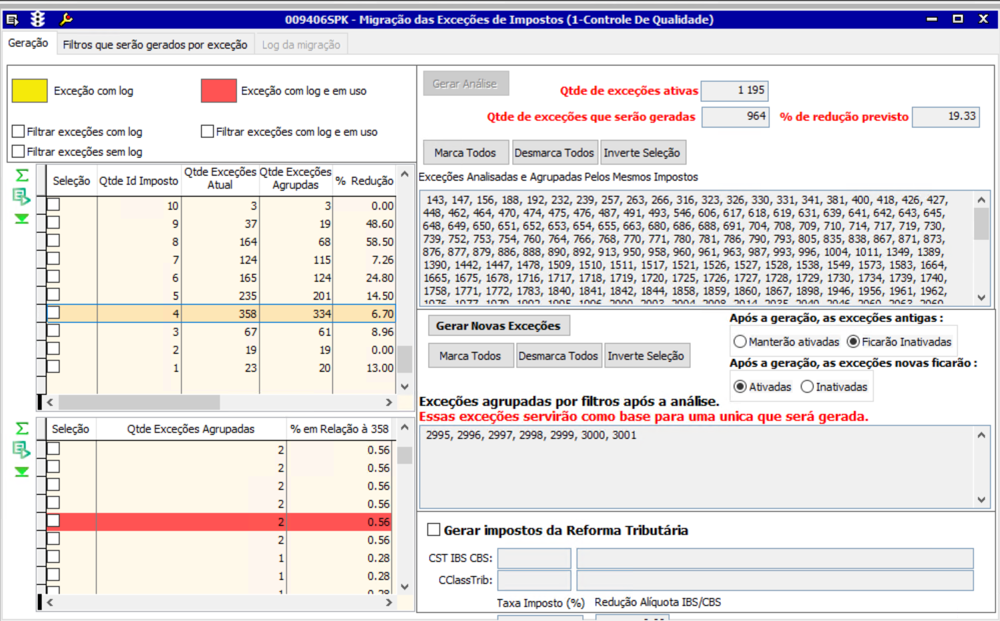 009406SPK - Migração das Exceções de Impostos (1-Controle De Qualidade)
Geração
Filtros que serão gerados por exceção
Log da migração
Exceção com log
Exceção com log e em uso
Filtrar exceções com log
Filtrar exceções com log e em uso
Filtrar exceções sem log
Gerar Análise
Qtde de exceções ativas 1 195
Qtde de exceções que serão geradas 964 % de redução previsto 19.33
Marca Todos Desmarca Todos Inverte Seleção
Seleção Qtde Id Imposto Qtde Exceções Atual Qtde Exceções Agrupdas % Redução
10 3 3 0.00
9 37 19 48.60
8 164 68 58.50
7 124 115 7.26
6 165 124 24.80
5 235 201 14.50
4 358 334 6.70
3 67 61 8.96
2 19 19 0.00
1 23 20 13.00
Exceções Analisadas e Agrupadas Pelos Mesmos Impostos
143, 147, 156, 188, 192, 232, 239, 257, 263, 266, 316, 323, 326, 330, 331, 341, 381, 400, 418, 426, 427,
448, 462, 464, 470, 474, 475, 476, 487, 491, 493, 546, 606, 617, 618, 619, 631, 639, 641, 642, 643, 645,
648, 649, 650, 651, 652, 653, 654, 655, 663, 680, 686, 688, 691, 704, 708, 709, 710, 714, 717, 719, 730,
739, 752, 753, 754, 760, 764, 766, 768, 770, 771, 780, 781, 786, 790, 793, 805, 835, 838, 867, 871, 873,
876, 877, 879, 886, 888, 890, 892, 913, 950, 958, 960, 961, 963, 987, 993, 996, 1004, 1011, 1349, 1389,
1390, 1442, 1447, 1478, 1509, 1510, 1511, 1517, 1521, 1526, 1527, 1528, 1538, 1549, 1573, 1583, 1664,
1665, 1675, 1678, 1716, 1717, 1718, 1719, 1720, 1725, 1726, 1727, 1728, 1729, 1730, 1734, 1739, 1740,
1758, 1771, 1772, 1783, 1840, 1841, 1842, 1844, 1858, 1859, 1860, 1867, 1898, 1946, 1956, 1961, 1962,
Gerar Novas Exceções
Marca Todos Desmarca Todos Inverte Seleção
Após a geração, as exceções antigas :
Manterão ativadas Ficarão Inativadas
Após a geração, as exceções novas ficarão :
Ativadas Inativadas
Exceções agrupadas por filtros após a análise.
Essas exceções servirão como base para uma unica que será gerada.
2995, 2996, 2997, 2998, 2999, 3000, 3001
Seleção Qtde Exceções Agrupadas % em Relação à 358
2 0.56
2 0.56
2 0.56
2 0.56
2 0.56
2 0.56
1 0.28
1 0.28
1 0.28
Gerar impostos da Reforma Tributária
CST IBS CBS:
CClassTrib:
Taxa Imposto (%) Redução Alíquota IBS/CBS